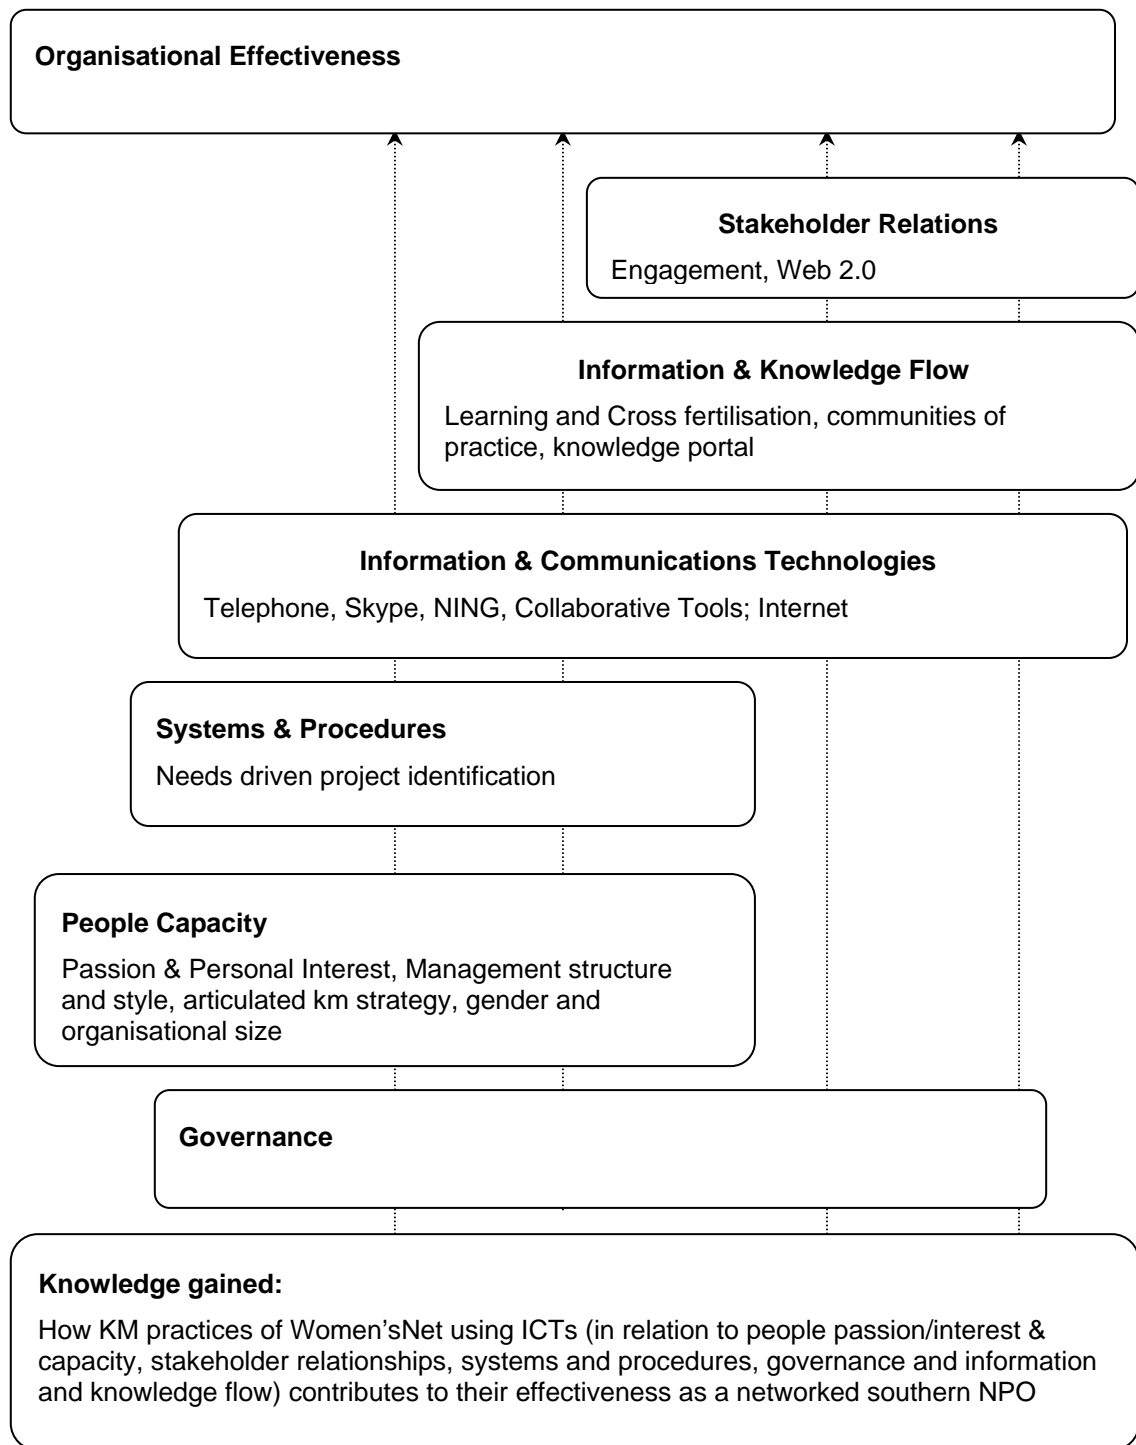 Organisational Effectiveness
Stakeholder Relations
Engagement, Web 2.0
Information & Knowledge Flow
Learning and Cross fertilisation, communities of
practice, knowledge portal
Information & Communications Technologies
Telephone, Skype, NING, Collaborative Tools; Internet
Systems & Procedures
Needs driven project identification
People Capacity
Passion & Personal Interest, Management structure
and style, articulated km strategy, gender and
organisational size
Governance
Knowledge gained:
How KM practices of Women’sNet using ICTs (in relation to people passion/interest &
capacity, stakeholder relationships, systems and procedures, governance and information
and knowledge flow) contributes to their effectiveness as a networked southern NPO